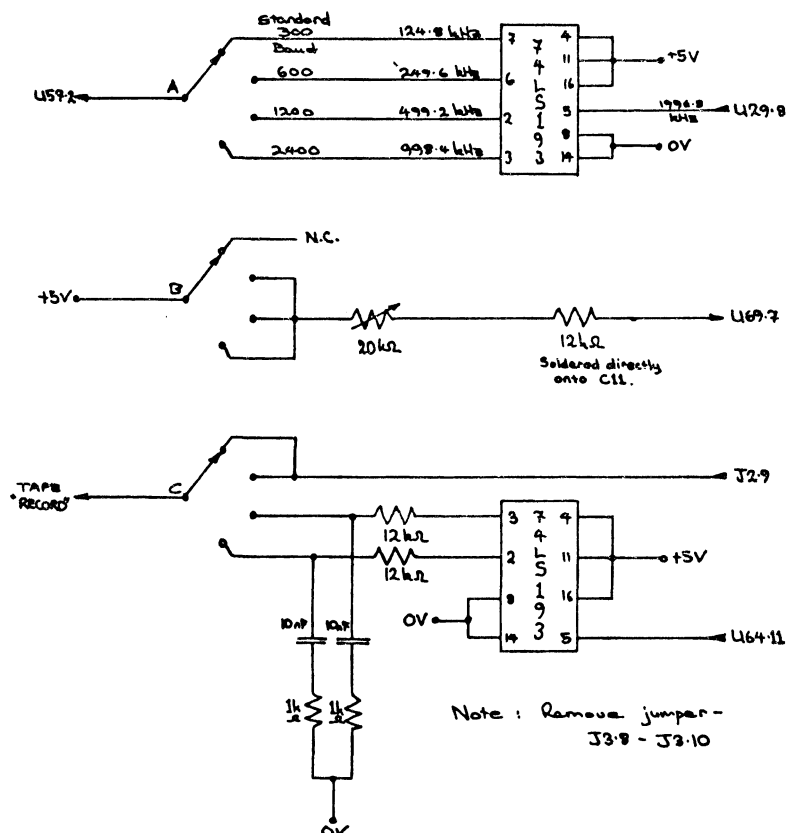 Standard
300 124.8 kHz 7 7 4
Baud
4 11 +5V
600 249.6 kHz 6 L 16
U59.2 A
S 5 1996.8 kHz U29.8
1200 499.2 kHz 2 1 8
9 0V
2400 998.4 kHz 3 3 14
N.C.
B
+5V
20kΩ 12kΩ U69.7
Soldered directly
onto C11.
TAPE
"RECORD" C
J2.9
12kΩ 3 7 4
4
12kΩ 2 L 11 +5V
S
8 1 16
0V 9
14 3 5 U64.11
10nF 10nF
1kΩ 1kΩ
Note : Remove jumper -
J3.8 - J3.10
0V